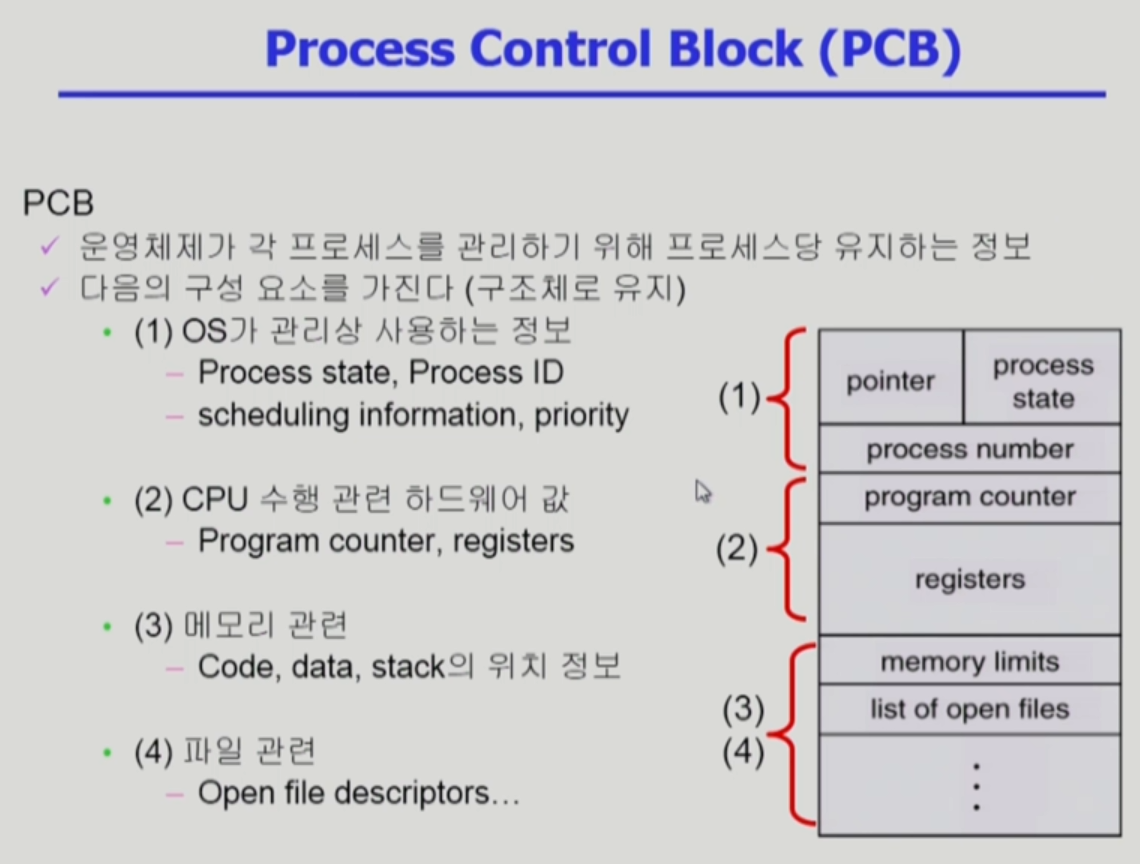 Process Control Block (PCB)
PCB
✓ 운영체제가 각 프로세스를 관리하기 위해 프로세스당 유지하는 정보
✓ 다음의 구성 요소를 가진다 (구조체로 유지)
• (1) OS가 관리상 사용하는 정보
– Process state, Process ID
– scheduling information, priority
• (2) CPU 수행 관련 하드웨어 값
– Program counter, registers
• (3) 메모리 관련
– Code, data, stack의 위치 정보
• (4) 파일 관련
– Open file descriptors…
(1)
pointer
process
state
process number
(2)
program counter
registers
(3)
(4)
memory limits
list of open files